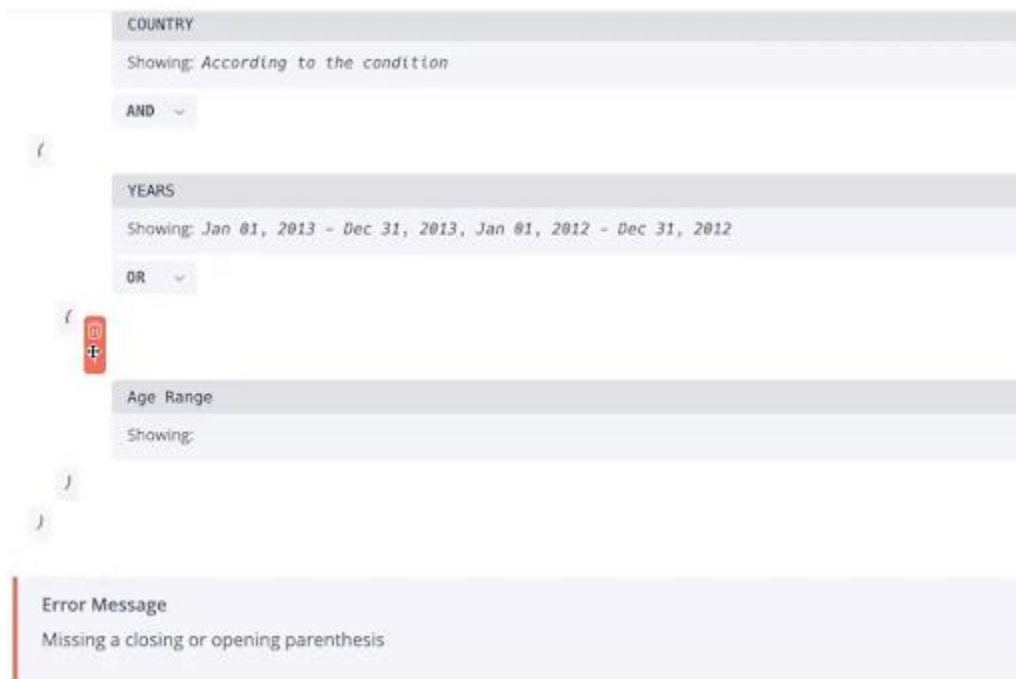 COUNTRY
Showing: According to the condition
AND
(
YEARS
Showing: Jan 01, 2013 - Dec 31, 2013, Jan 01, 2012 - Dec 31, 2012
OR
(
Age Range
Showing:
)
)
Error Message
Missing a closing or opening parenthesis